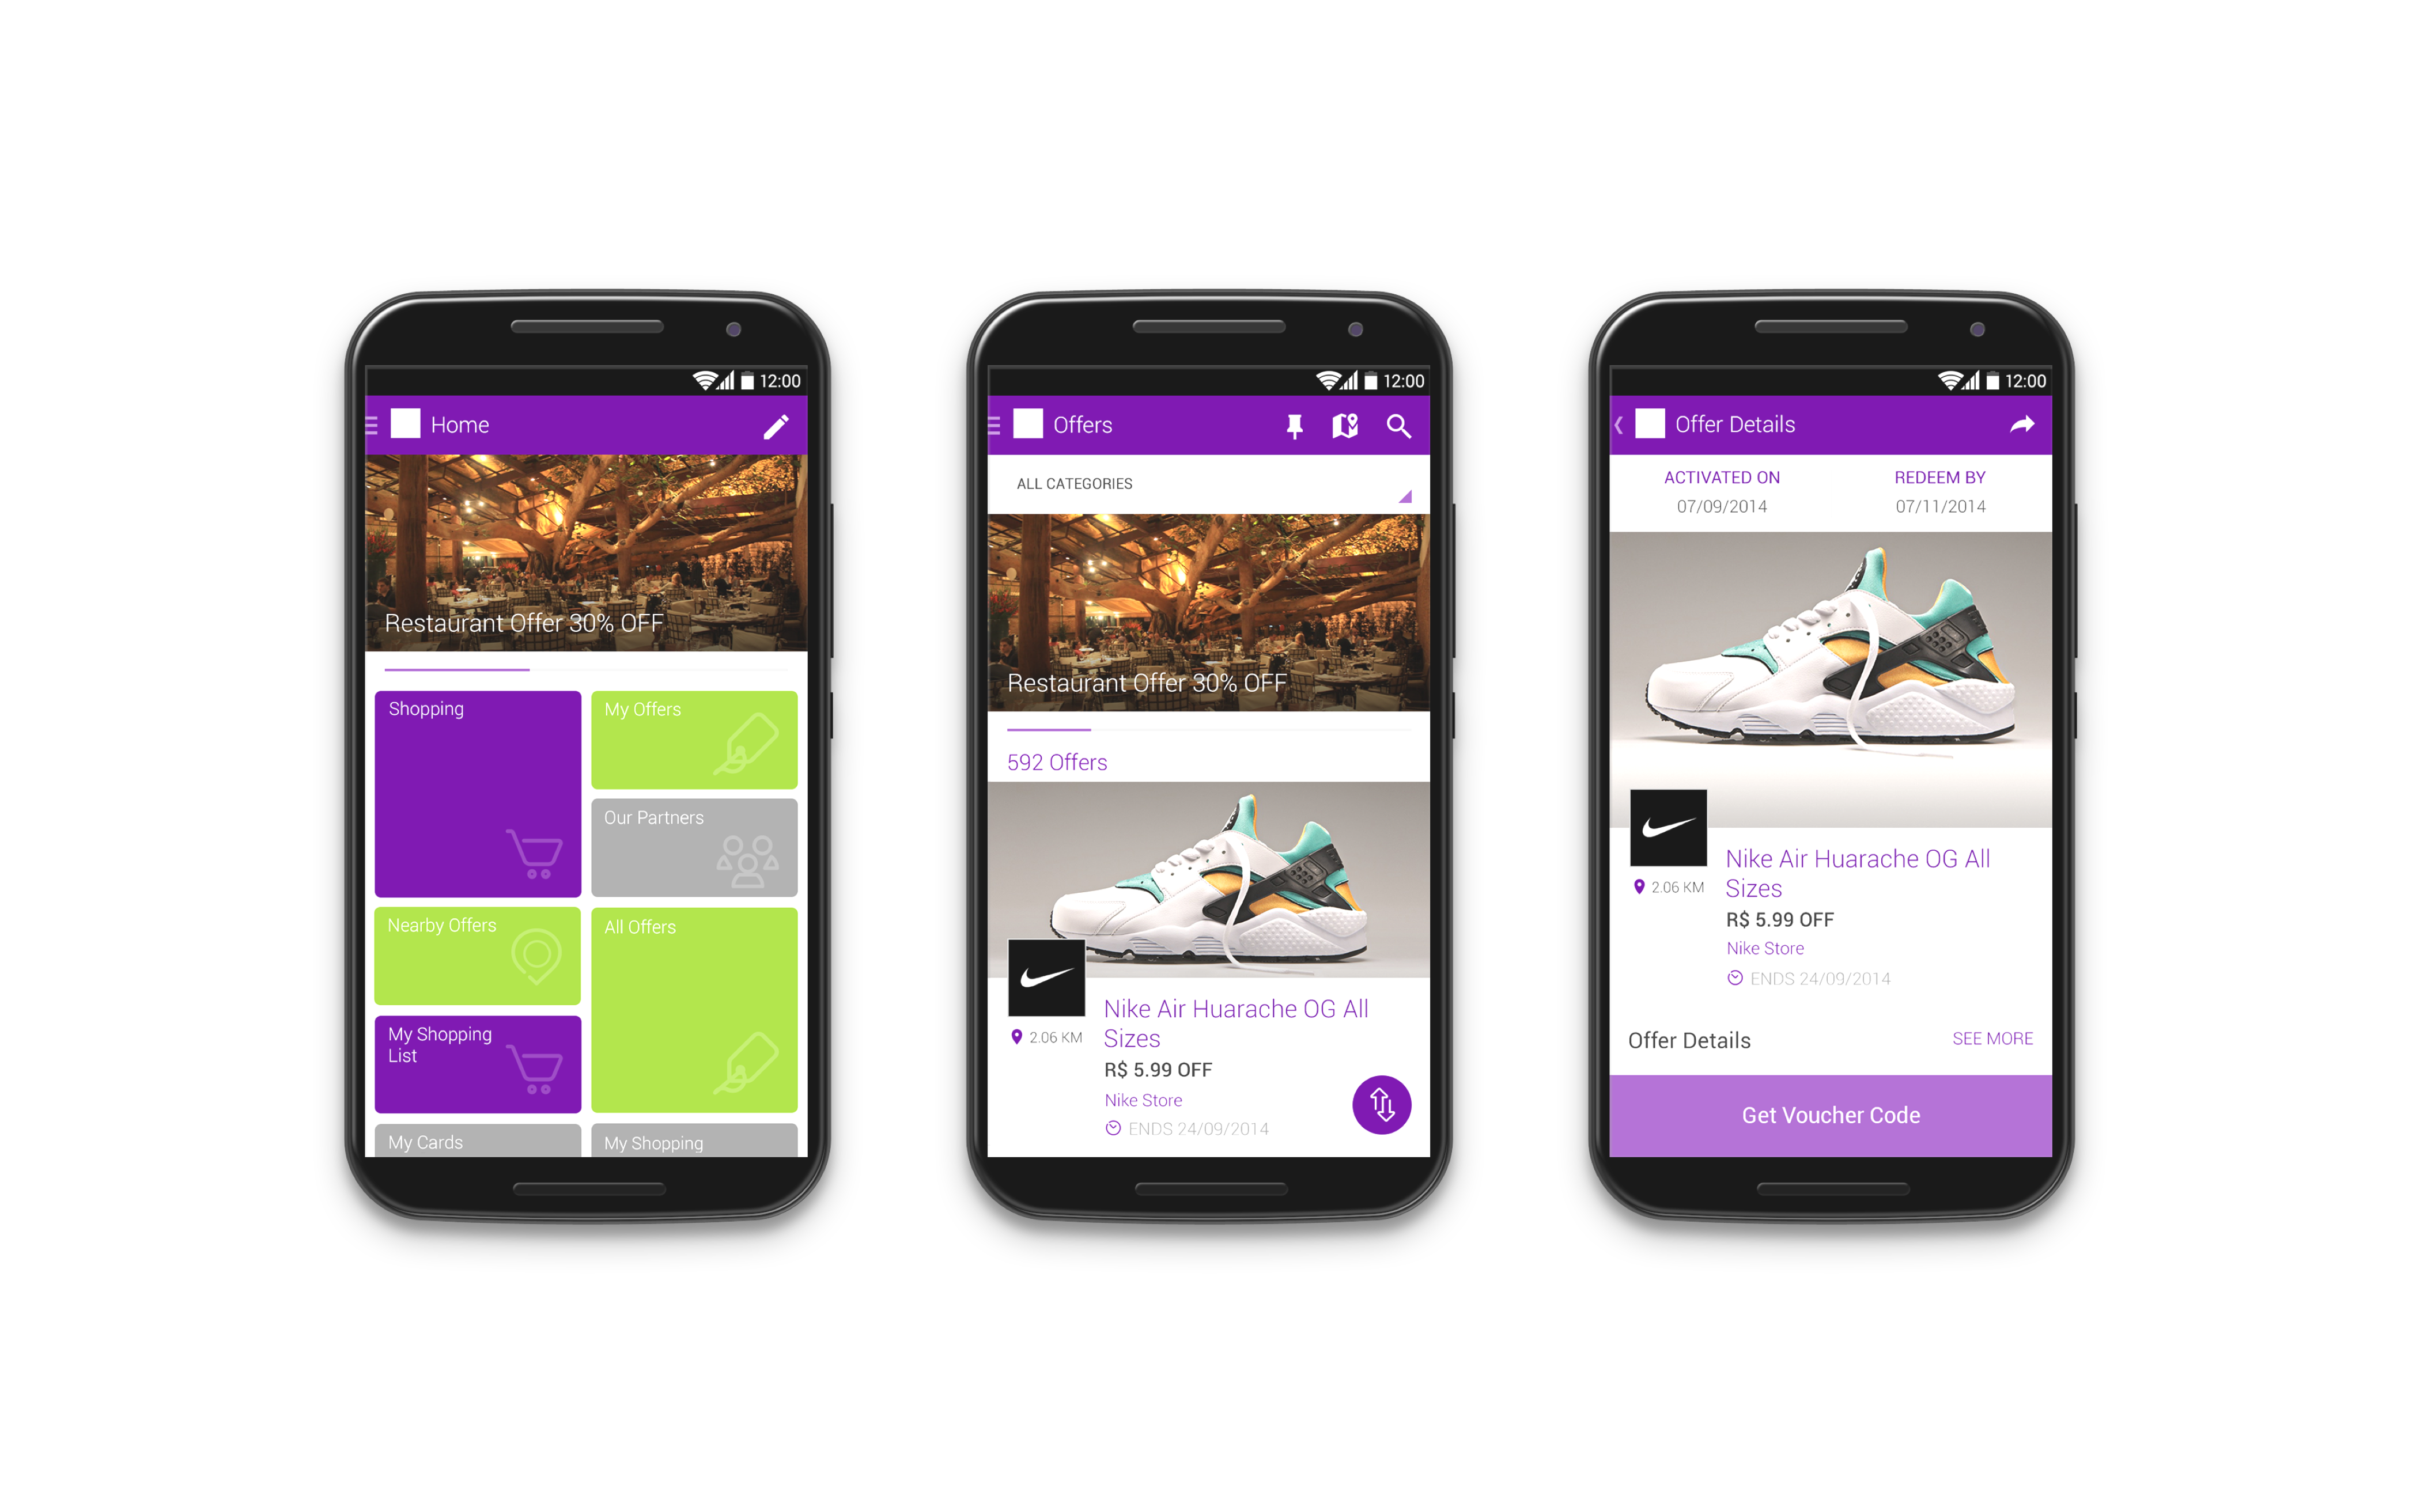 12:00
Home
Restaurant Offer 30% OFF
Shopping
My Offers
Our Partners
Nearby Offers
All Offers
My Shopping
List
My Cards
My Shopping
12:00
Offers
ALL CATEGORIES
Restaurant Offer 30% OFF
592 Offers
Nike Air Huarache OG All
Sizes
2.06 KM
R$ 5.99 OFF
Nike Store
ENDS 24/09/2014
12:00
Offer Details
ACTIVATED ON
07/09/2014
REDEEM BY
07/11/2014
Nike Air Huarache OG All
Sizes
2.06 KM
R$ 5.99 OFF
Nike Store
ENDS 24/09/2014
Offer Details
SEE MORE
Get Voucher Code